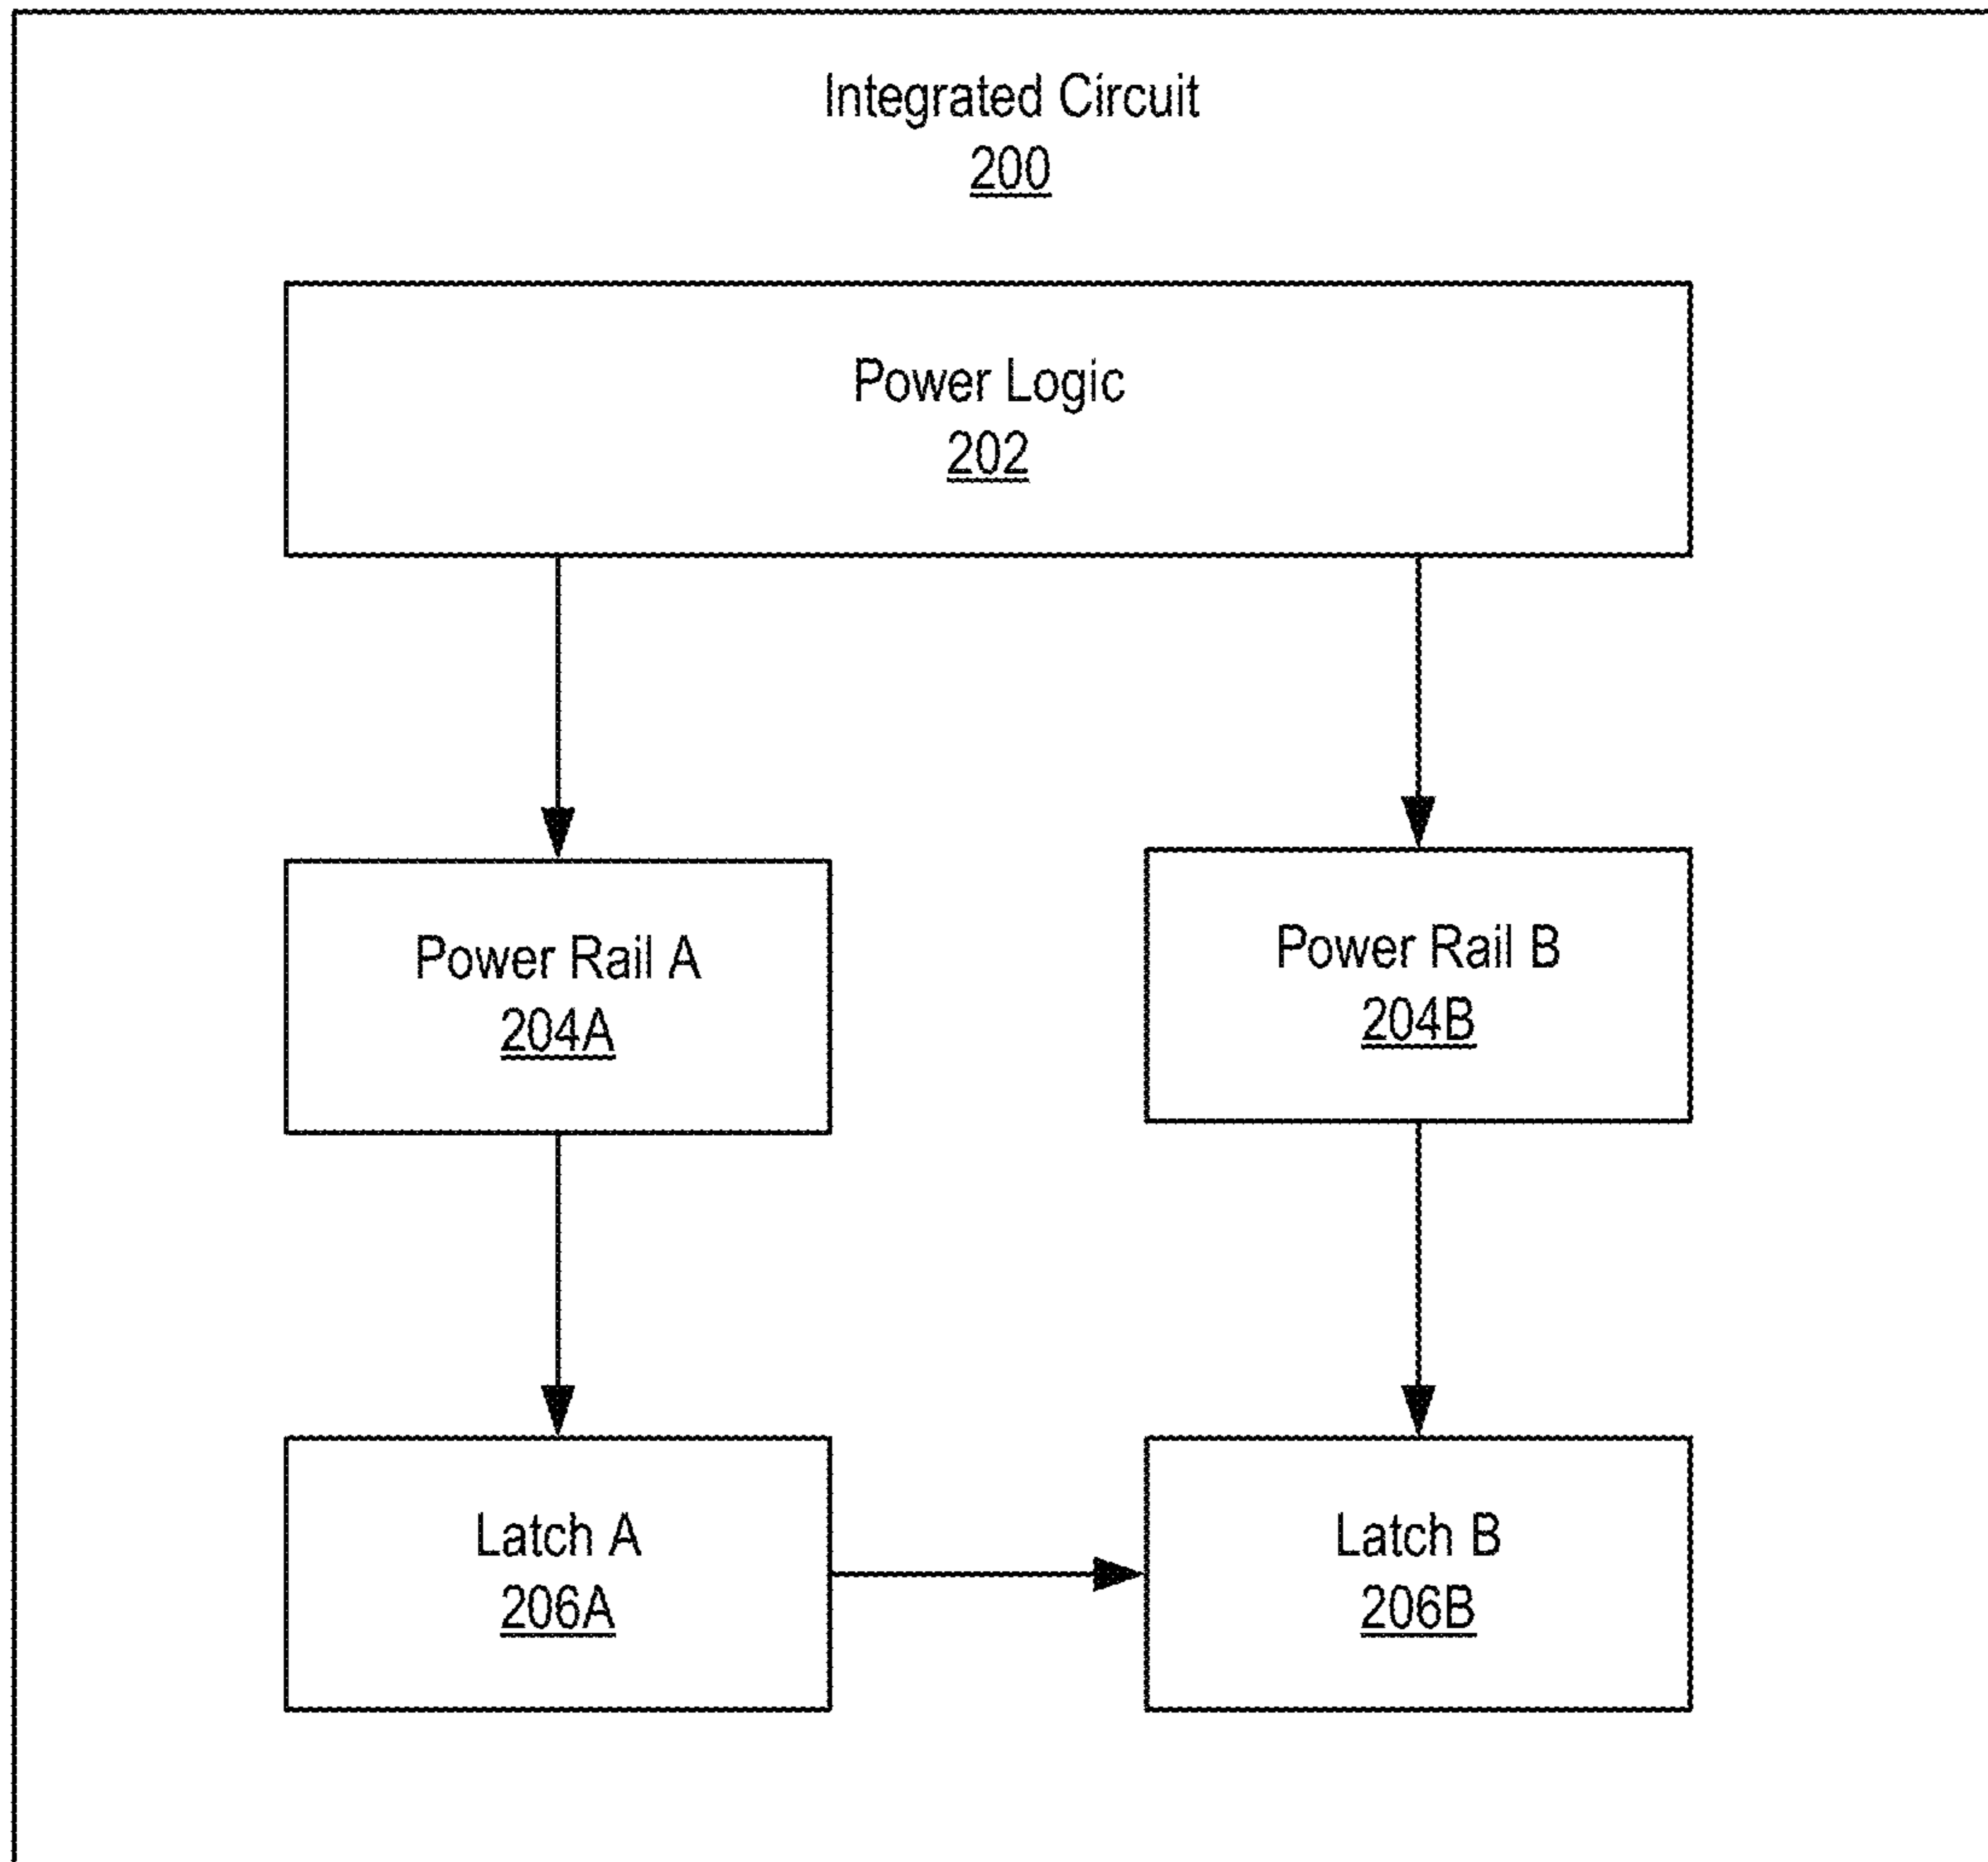 Integrated Circuit
200
Power Logic
202
Power Rail A
204A
Power Rail B
204B
Latch A
206A
Latch B
206B